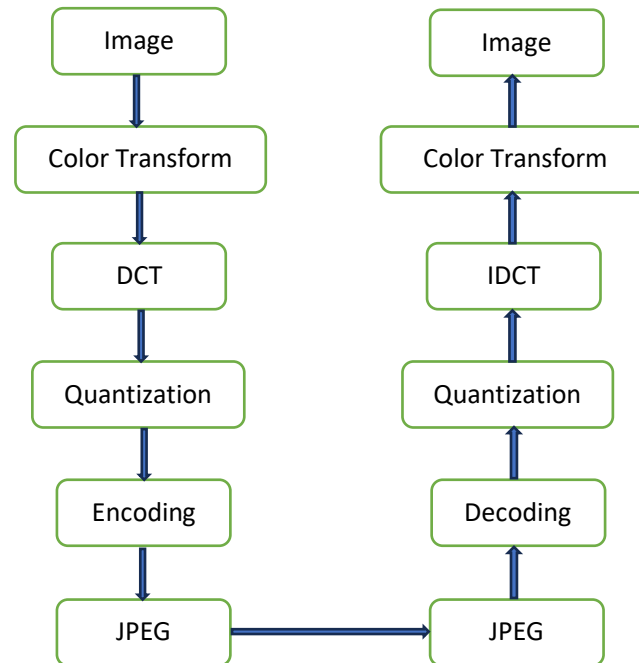 Image
Color Transform
DCT
Quantization
Encoding
JPEG
Image
Color Transform
IDCT
Quantization
Decoding
JPEG